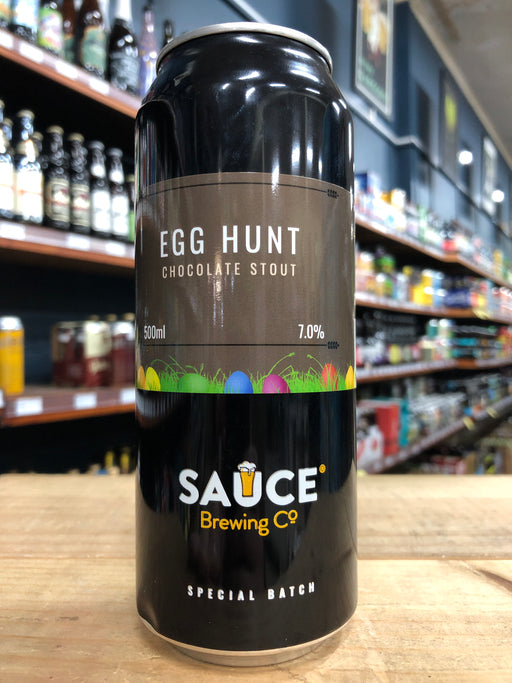 EGG HUNT
CHOCOLATE STOUT
500ml 7.0%
SAUCE
Brewing Cº
SPECIAL BATCH